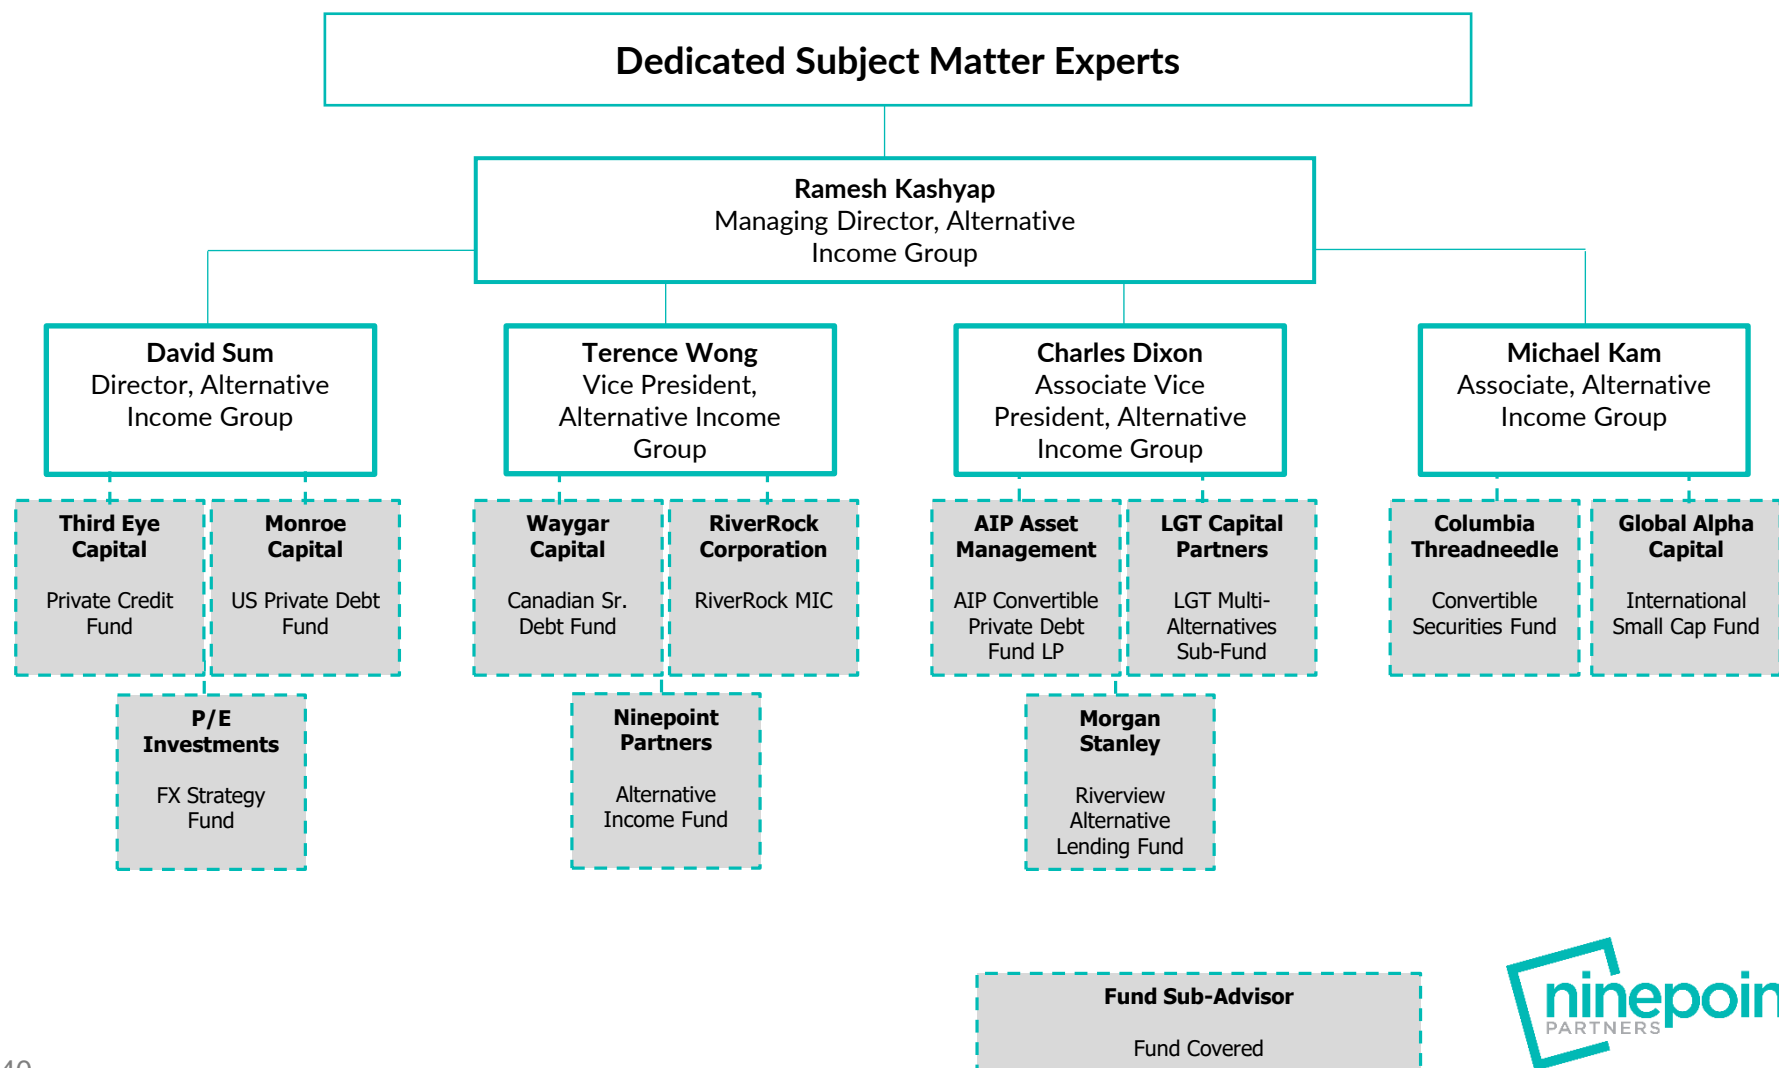 Dedicated Subject Matter Experts
Ramesh Kashyap
Managing Director, Alternative
Income Group
David Sum
Director, Alternative
Income Group
Terence Wong
Vice President,
Alternative Income
Group
Charles Dixon
Associate Vice
President, Alternative
Income Group
Michael Kam
Associate, Alternative
Income Group
Third Eye
Capital
Private Credit
Fund
Monroe
Capital
US Private Debt
Fund
Waygar
Capital
Canadian Sr.
Debt Fund
RiverRock
Corporation
RiverRock MIC
AIP Asset
Management
AIP Convertible
Private Debt
Fund LP
LGT Capital
Partners
LGT Multi-
Alternatives
Sub-Fund
Columbia
Threadneedle
Convertible
Securities Fund
Global Alpha
Capital
International
Small Cap Fund
P/E
Investments
FX Strategy
Fund
Ninepoint
Partners
Alternative
Income Fund
Morgan
Stanley
Riverview
Alternative
Lending Fund
Fund Sub-Advisor
Fund Covered
ninepoin
PARTNERS